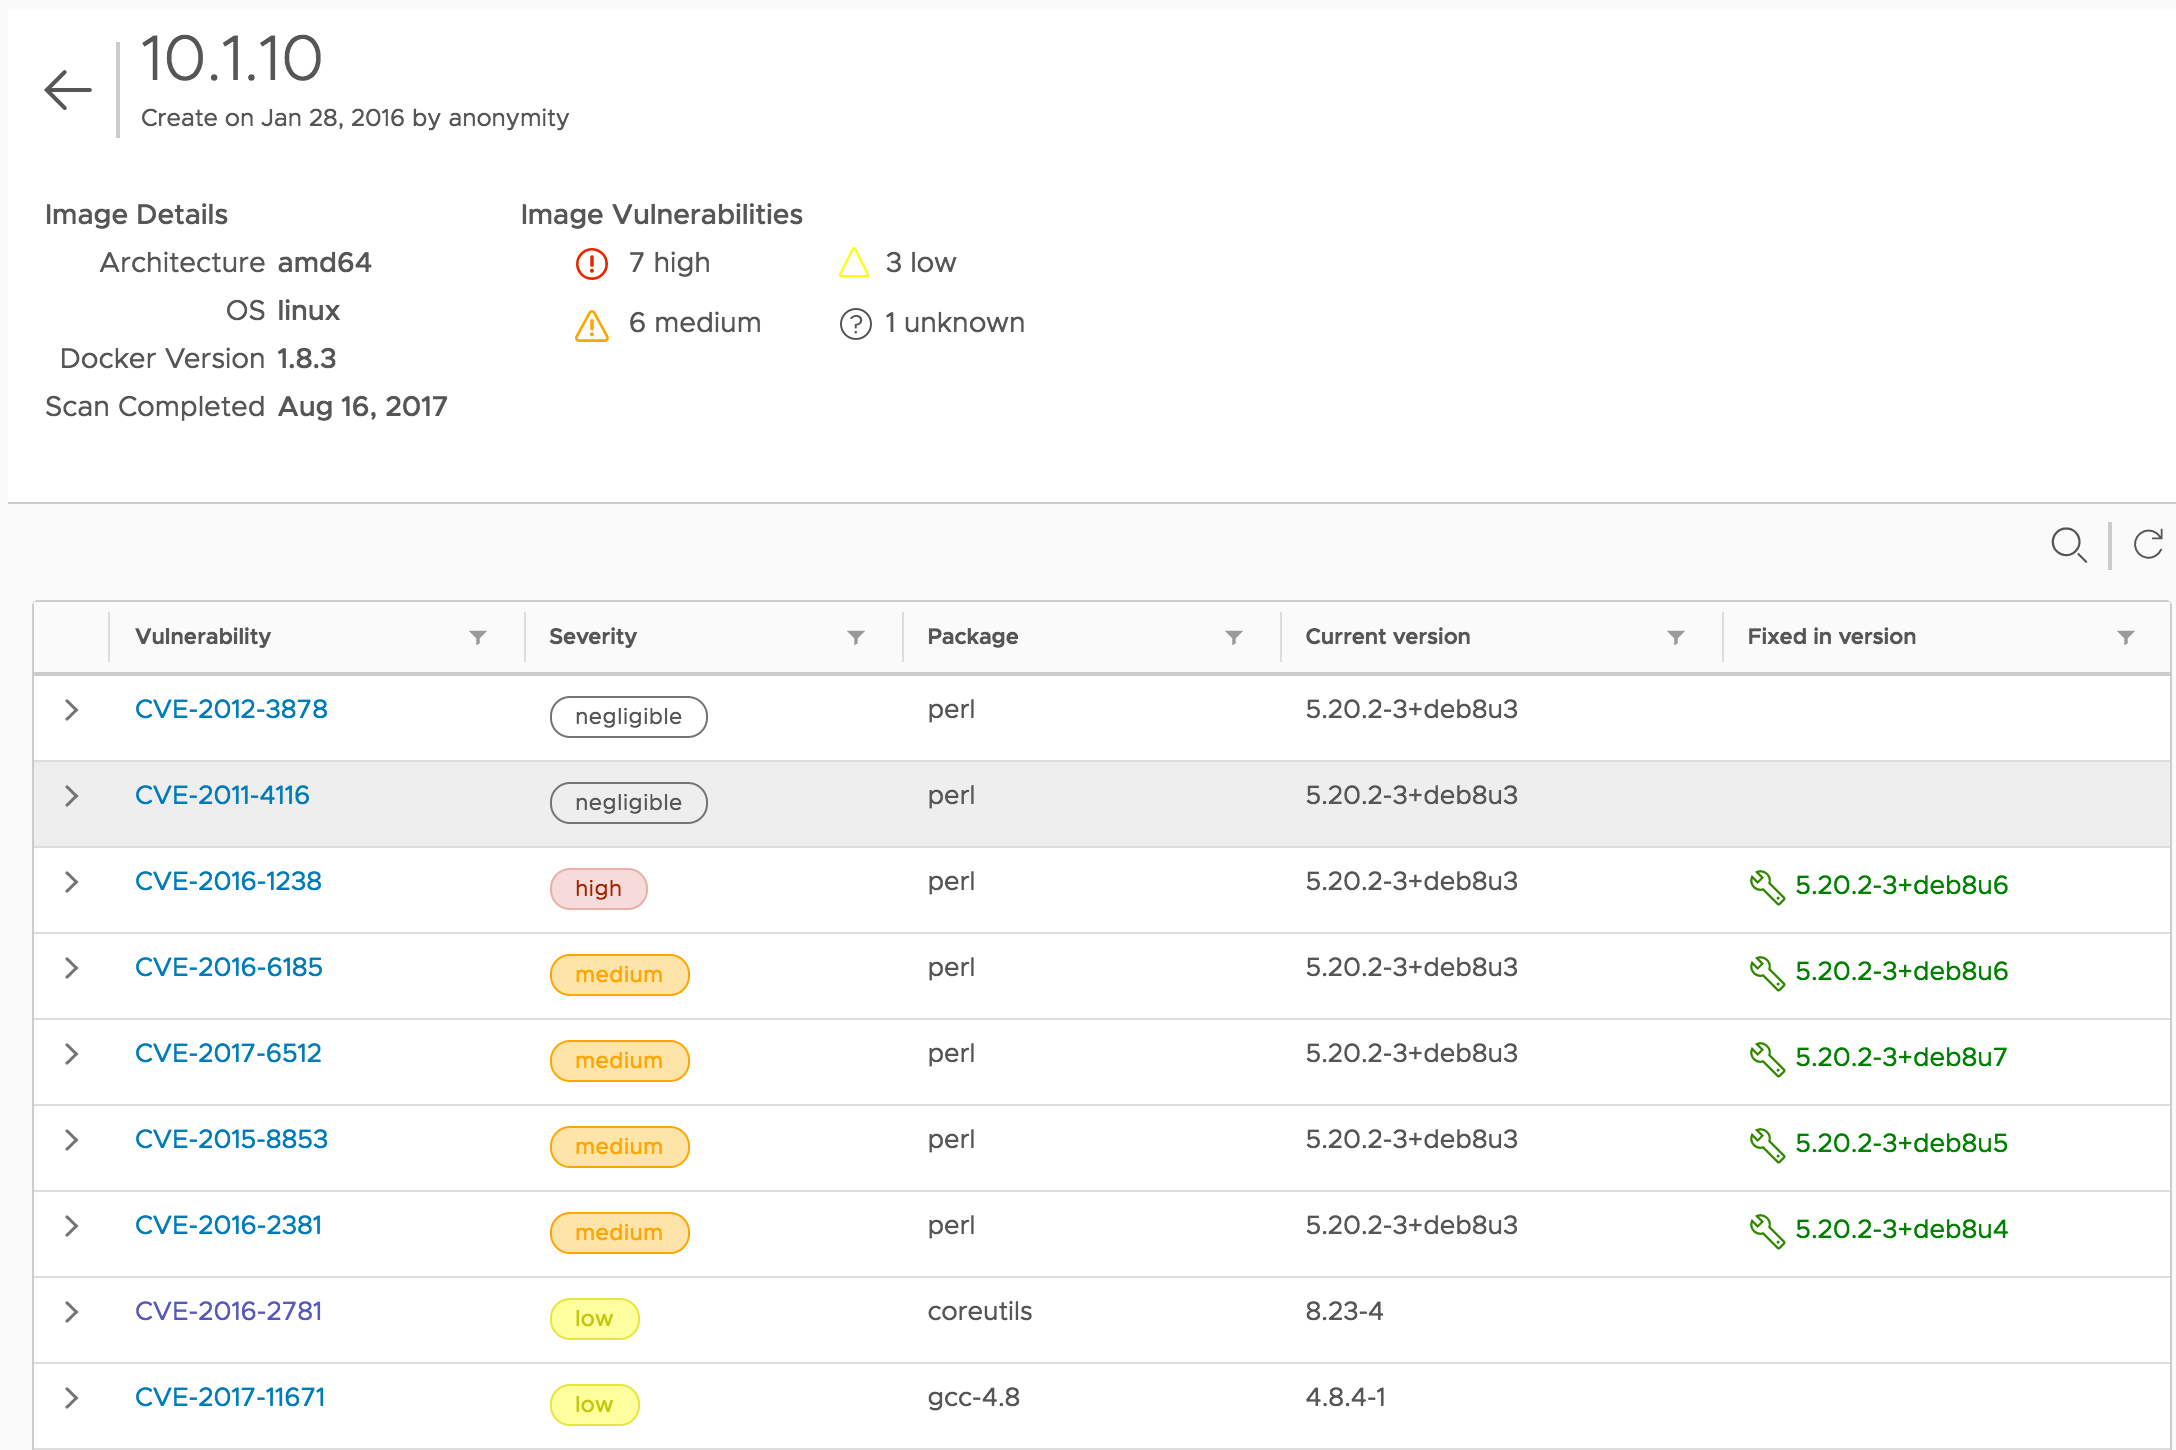 10.1.10
Create on Jan 28, 2016 by anonymity
Image Details
Architecture amd64
OS linux
Docker Version 1.8.3
Scan Completed Aug 16, 2017
Image Vulnerabilities
7 high
3 low
6 medium
1 unknown
Vulnerability Severity Package Current version Fixed in version
CVE-2012-3878 negligible perl 5.20.2-3+deb8u3
CVE-2011-4116 negligible perl 5.20.2-3+deb8u3
CVE-2016-1238 high perl 5.20.2-3+deb8u3 5.20.2-3+deb8u6
CVE-2016-6185 medium perl 5.20.2-3+deb8u3 5.20.2-3+deb8u6
CVE-2017-6512 medium perl 5.20.2-3+deb8u3 5.20.2-3+deb8u7
CVE-2015-8853 medium perl 5.20.2-3+deb8u3 5.20.2-3+deb8u5
CVE-2016-2381 medium perl 5.20.2-3+deb8u3 5.20.2-3+deb8u4
CVE-2016-2781 low coreutils 8.23-4
CVE-2017-11671 low gcc-4.8 4.8.4-1